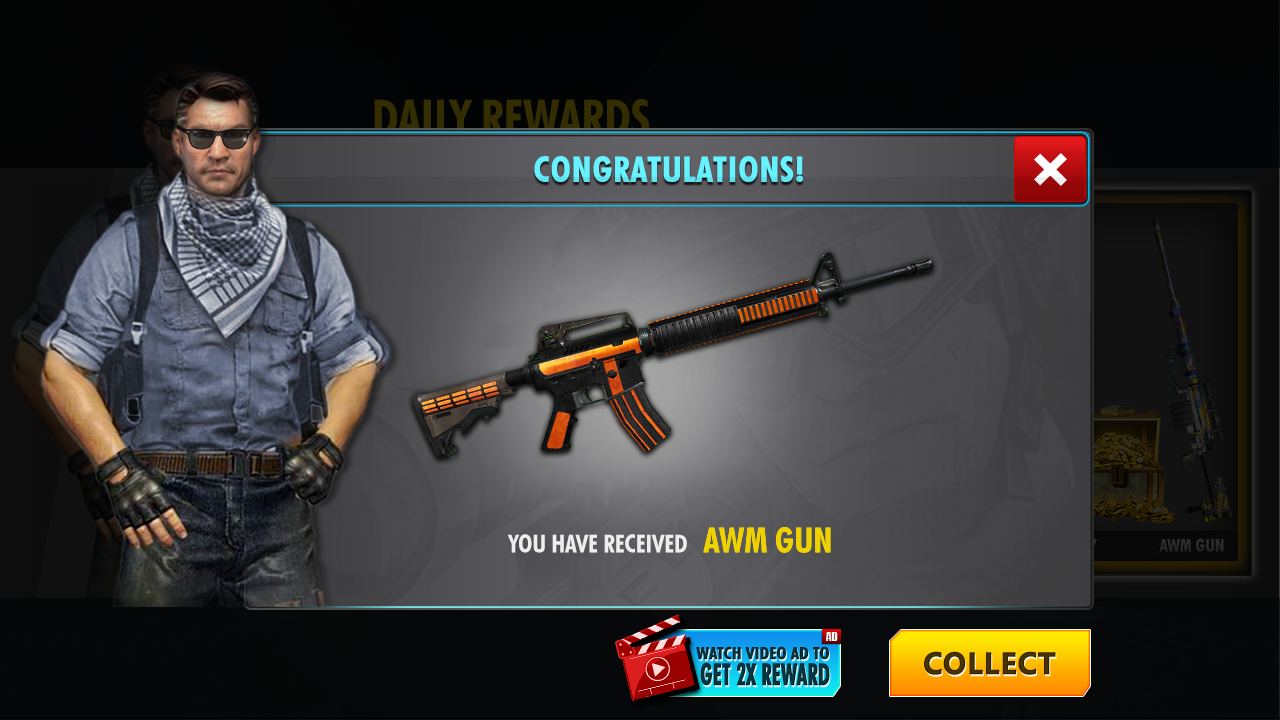 DAILY REWARDS
CONGRATULATIONS!
YOU HAVE RECEIVED AWM GUN
AWM GUN
AD
WATCH VIDEO AD TO
GET 2X REWARD
COLLECT